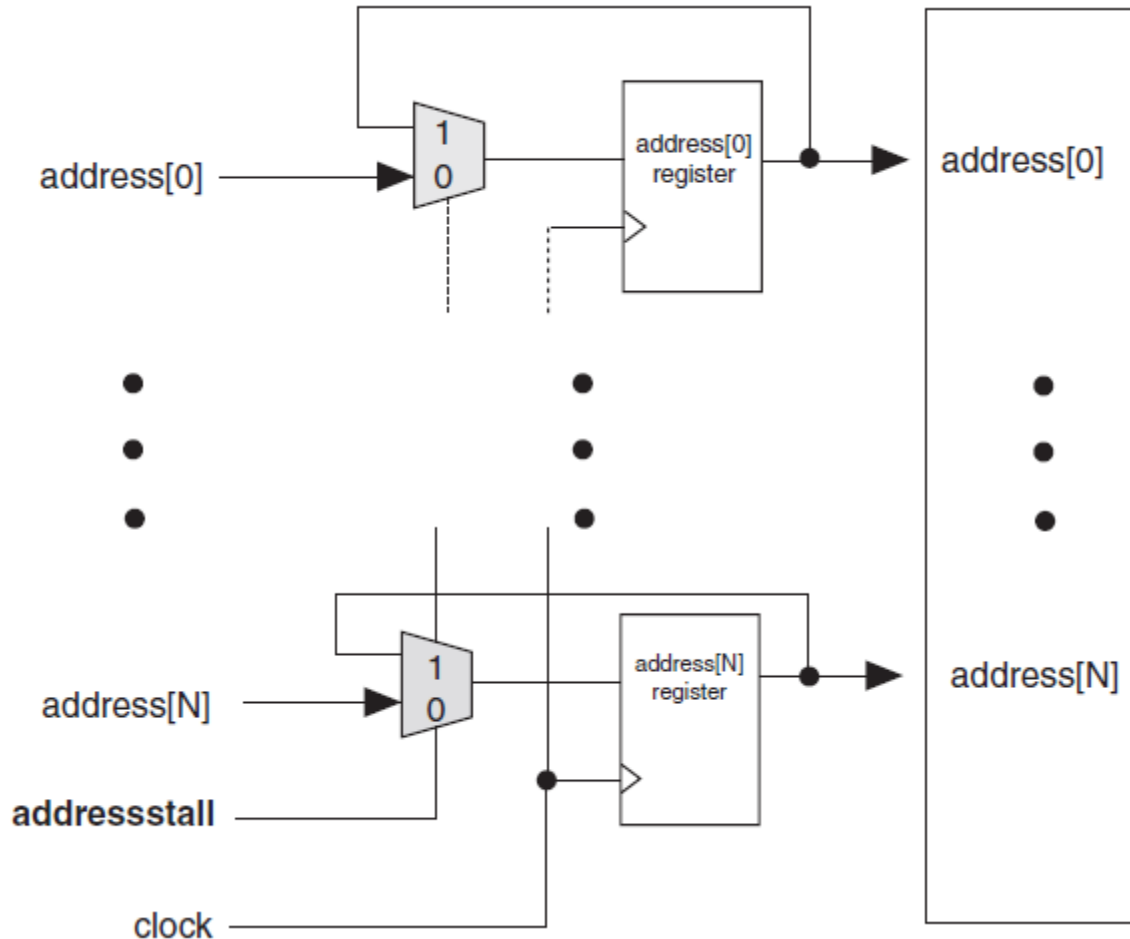 1
0
address[0]
address[0]
register
address[0]
1
0
address[N]
address[N]
register
address[N]
addressstall
clock